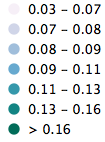 0.03 – 0.07
0.07 – 0.08
0.08 – 0.09
0.09 – 0.11
0.11 – 0.13
0.13 – 0.16
> 0.16